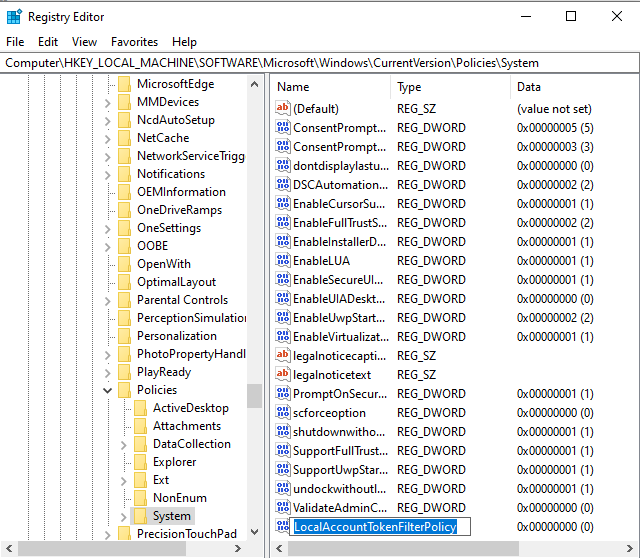 Registry Editor
File Edit View Favorites Help
Computer\HKEY_LOCAL_MACHINE\SOFTWARE\Microsoft\Windows\CurrentVersion\Policies\System
MicrosoftEdge
MMDevices
NcdAutoSetup
NetCache
NetworkServiceTrigg
Notifications
OEMInformation
OneDriveRamps
OneSettings
OOBE
OpenWith
OptimalLayout
Parental Controls
PerceptionSimulation
Personalization
PhotoPropertyHandl
PlayReady
Policies
ActiveDesktop
Attachments
DataCollection
Explorer
Ext
NonEnum
System
PrecisionTouchPad
Name Type Data
(Default) REG_SZ (value not set)
ConsentPrompt... REG_DWORD 0x00000005 (5)
ConsentPrompt... REG_DWORD 0x00000003 (3)
dontdisplaylastu... REG_DWORD 0x00000000 (0)
DSCAutomation... REG_DWORD 0x00000002 (2)
EnableCursorSu... REG_DWORD 0x00000001 (1)
EnableFullTrustS... REG_DWORD 0x00000002 (2)
EnableInstallerD... REG_DWORD 0x00000001 (1)
EnableLUA REG_DWORD 0x00000001 (1)
EnableSecureUI... REG_DWORD 0x00000001 (1)
EnableUIADeskt... REG_DWORD 0x00000000 (0)
EnableUwpStart... REG_DWORD 0x00000002 (2)
EnableVirtualizat... REG_DWORD 0x00000001 (1)
legalnoticecapti... REG_SZ
legalnoticetext REG_SZ
PromptOnSecur... REG_DWORD 0x00000001 (1)
scforceoption REG_DWORD 0x00000000 (0)
shutdownwitho... REG_DWORD 0x00000001 (1)
SupportFullTrust... REG_DWORD 0x00000001 (1)
SupportUwpStar... REG_DWORD 0x00000001 (1)
undockwithoutl... REG_DWORD 0x00000001 (1)
ValidateAdminC... REG_DWORD 0x00000000 (0)
LocalAccountTokenFilterPolicy 0x00000000 (0)